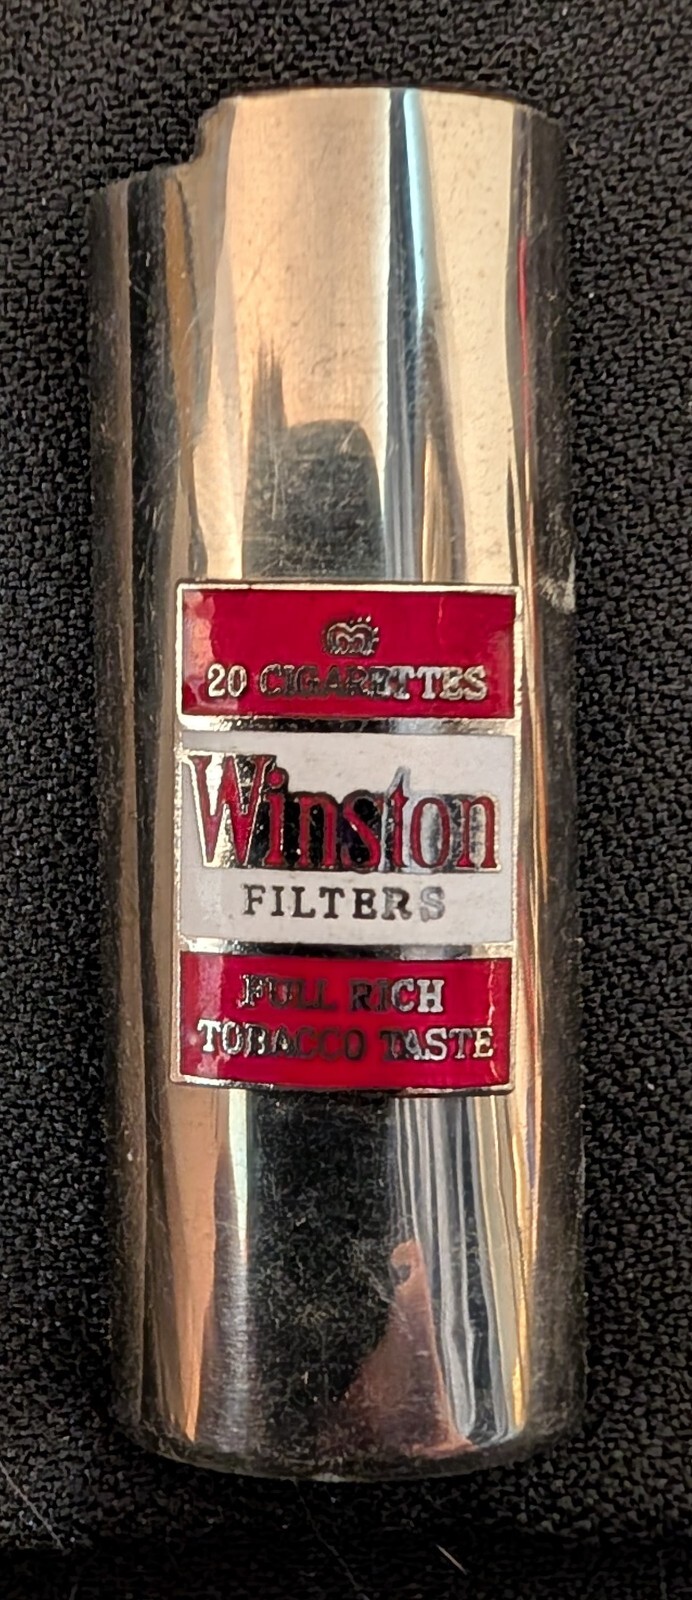 20 CIGARETTES
Winston
FILTERS
FULL RICH
TOBACCO TASTE